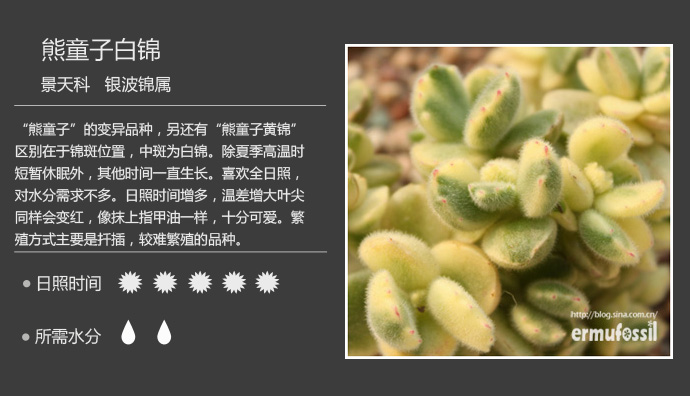 熊童子白锦
景天科 银波锦属
“熊童子”的变异品种，另还有“熊童子黄锦”
区别在于锦斑位置，中斑为白锦。除夏季高温时
短暂休眠外，其他时间一直生长。喜欢全日照，
对水分需求不多。日照时间增多，温差增大叶尖
同样会变红，像抹上指甲油一样，十分可爱。繁
殖方式主要是扦插，较难繁殖的品种。
日照时间
所需水分
http://blog.sina.com.cn/
ermufossil